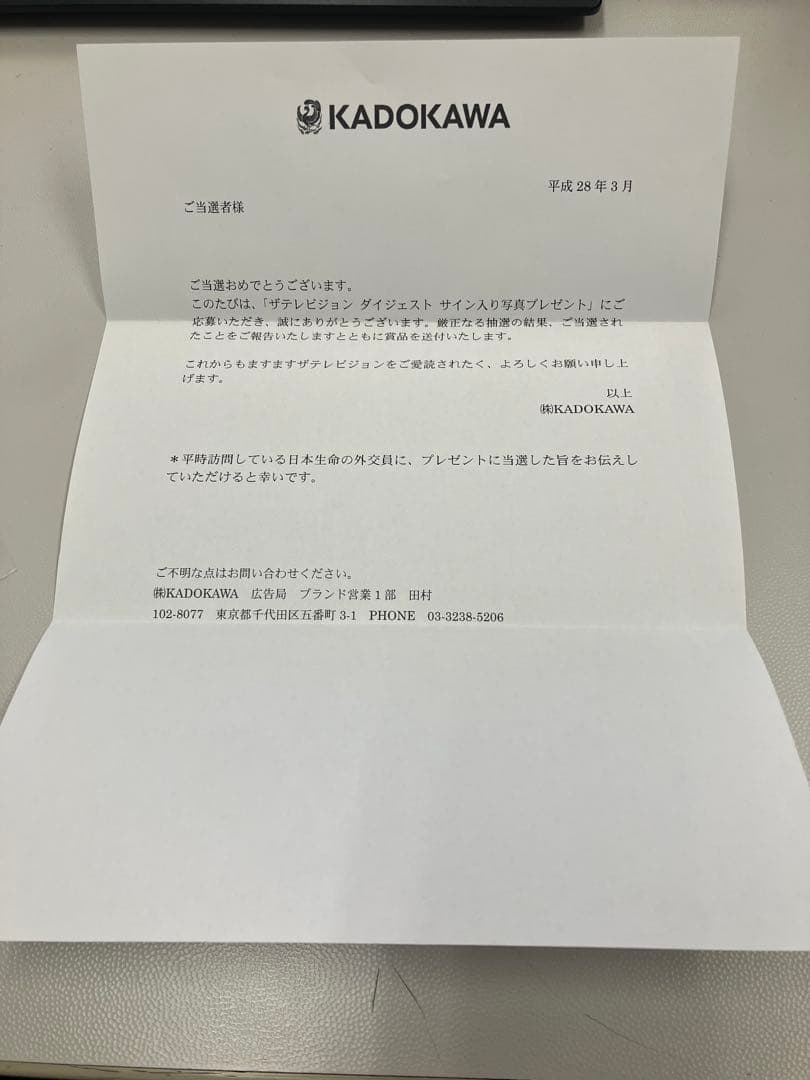 KADOKAWA
平成 28 年 3 月
ご当選者様
ご当選おめでとうございます。
このたびは、「ザテレビジョン ダイジェスト サイン入り写真プレゼント」にご
応募いただき、誠にありがとうございます。厳正なる抽選の結果、ご当選され
たことをご報告いたしますとともに賞品を送付いたします。
これからもますますザテレビジョンをご愛読されたく、よろしくお願い申し上
げます。
以上
㈱KADOKAWA
＊平時訪問している日本生命の外交員に、プレゼントに当選した旨をお伝えし
ていただけると幸いです。
ご不明な点はお問い合わせください。
㈱KADOKAWA　広告局　ブランド営業 1 部　田村
102-8077　東京都千代田区五番町 3-1　PHONE　03-3238-5206